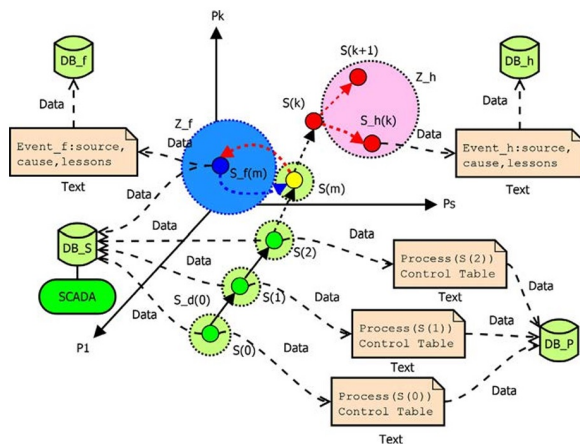 Pk
S(k+1)
DB_f
Z_h
DB_h
Data
S(k)
Data
Z_f
Data
S_h(k)
Data
Event_f:source,
cause,lessons
Event_h:source,
cause,lessons
S_f(m)
Text
S(m)
Text
Data
Ps
DB_S
Data
S(2)
Data
Process(S(2))
Control Table
Data
SCADA
S_d(0)
S(1)
Data
Text
Data
Data
Process(S(1))
Control Table
Data
DB_P
P1
S(0)
Data
Text
Process(S(0))
Control Table
Data
Text